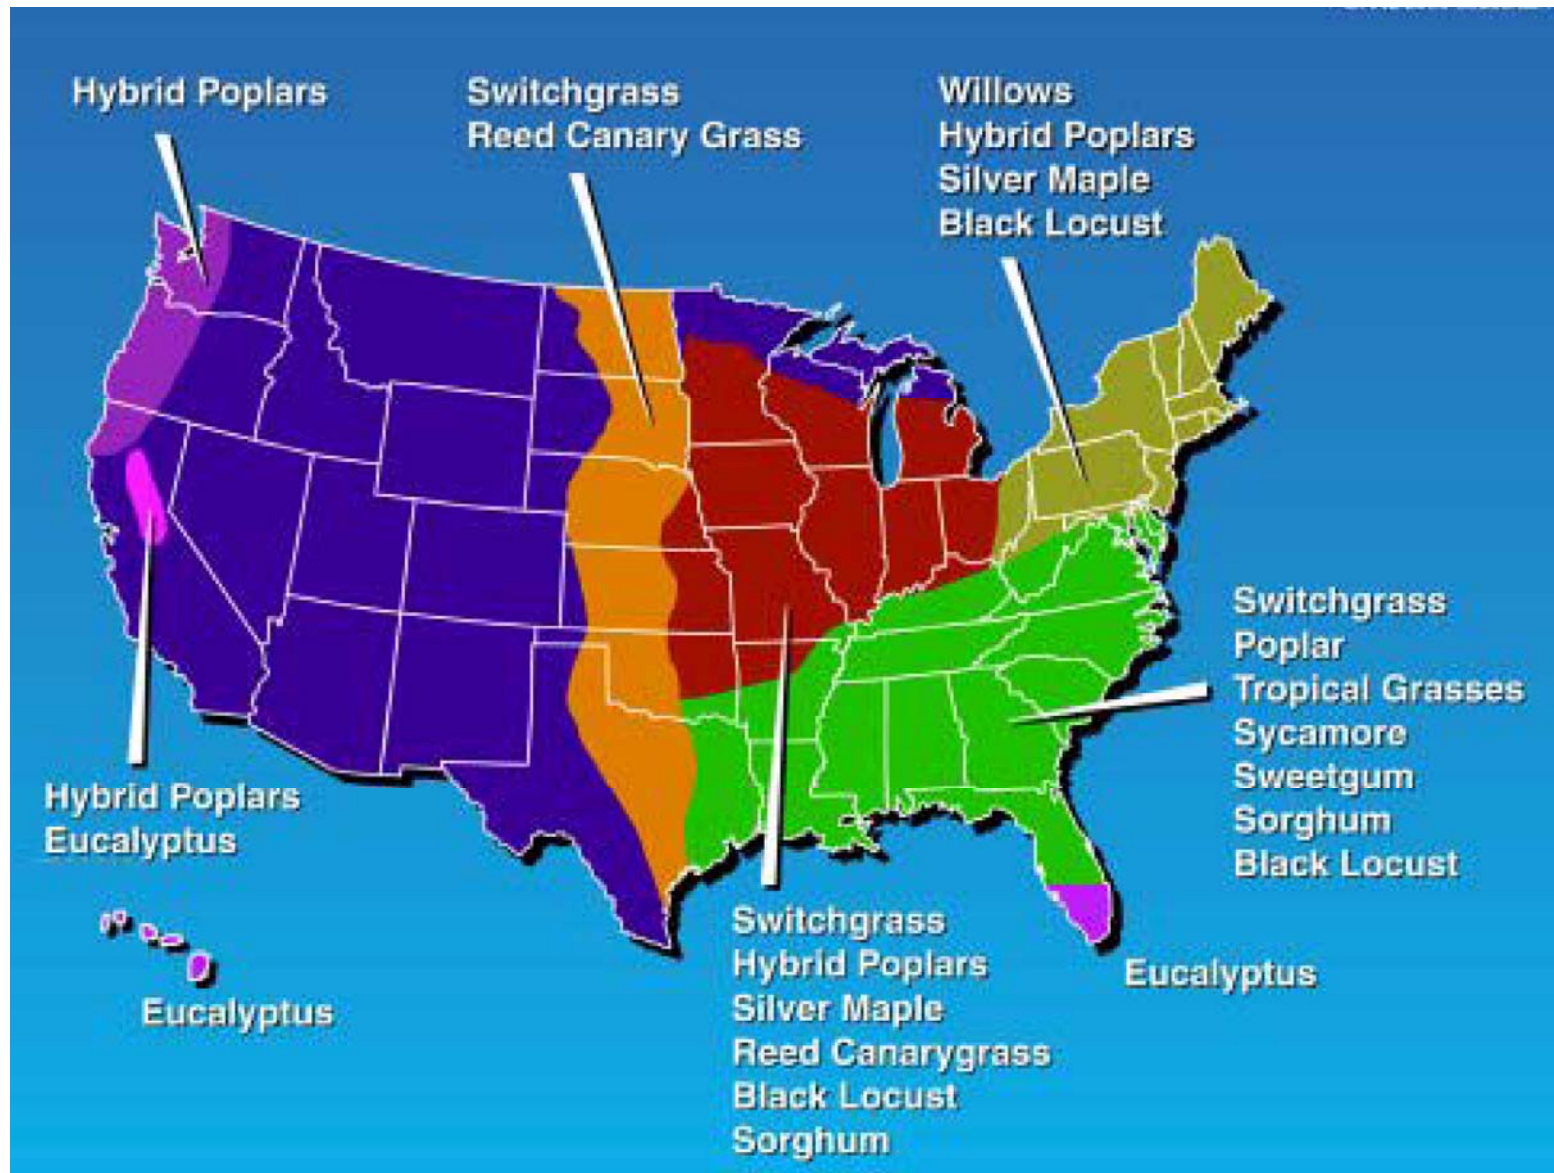 Hybrid Poplars
Switchgrass
Reed Canary Grass
Willows
Hybrid Poplars
Silver Maple
Black Locust
Switchgrass
Poplar
Tropical Grasses
Sycamore
Sweetgum
Sorghum
Black Locust
Hybrid Poplars
Eucalyptus
Eucalyptus
Switchgrass
Hybrid Poplars
Silver Maple
Reed Canarygrass
Black Locust
Sorghum
Eucalyptus